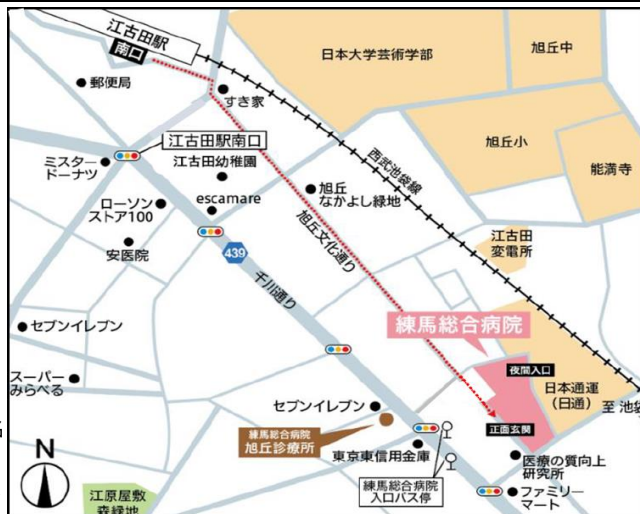 江古田駅
南口
郵便局
すき家
日本大学芸術学部
旭丘中
旭丘小
能満寺
江古田駅南口
ミスター
ドーナツ
江古田幼稚園
西武池袋線
ローソン
ストア100
escamare
旭丘
なかよし緑地
旭丘文化通り
安医院
439
千川通り
江古田
変電所
練馬総合病院
セブンイレブン
夜間入口
日本通運
（日通）
至 池袋
スーパー
みらべる
セブンイレブン
練馬総合病院
旭丘診療所
正面玄関
東京東信用金庫
医療の質向上
研究所
N
練馬総合病院
入口バス停
ファミリー
マート
江原屋敷
森緑地